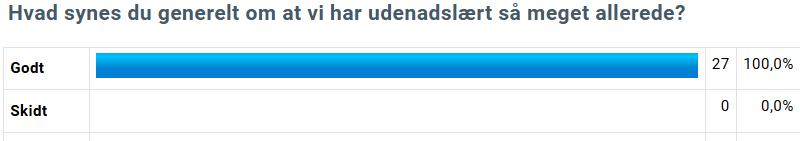 Hvad synes du generelt om at vi har udenadslært så meget allerede?
Godt 27 100,0%
Skidt 0 0,0%